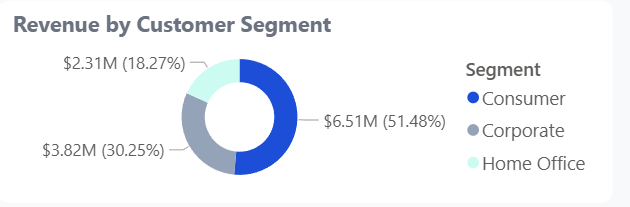 Revenue by Customer Segment
$2.31M (18.27%)
$6.51M (51.48%)
$3.82M (30.25%)
Segment
Consumer
Corporate
Home Office